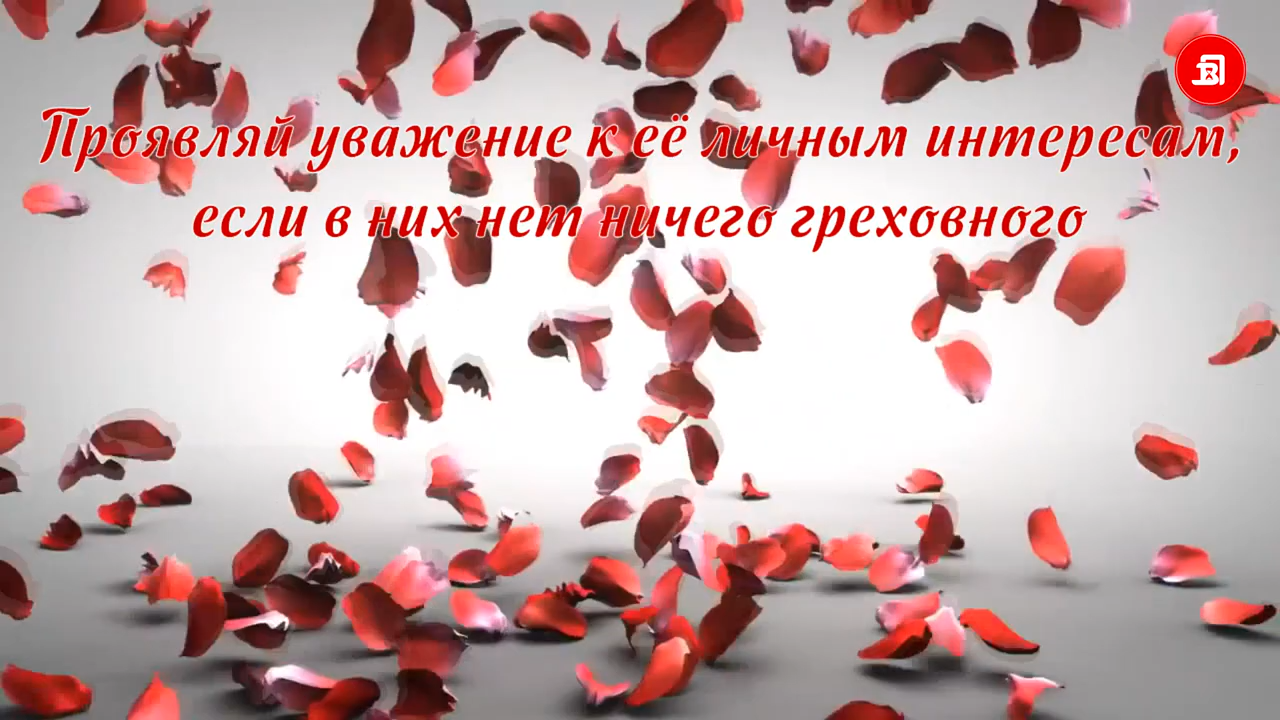 Проявляй уважение к её личным интересам,
если в них нет ничего греховного